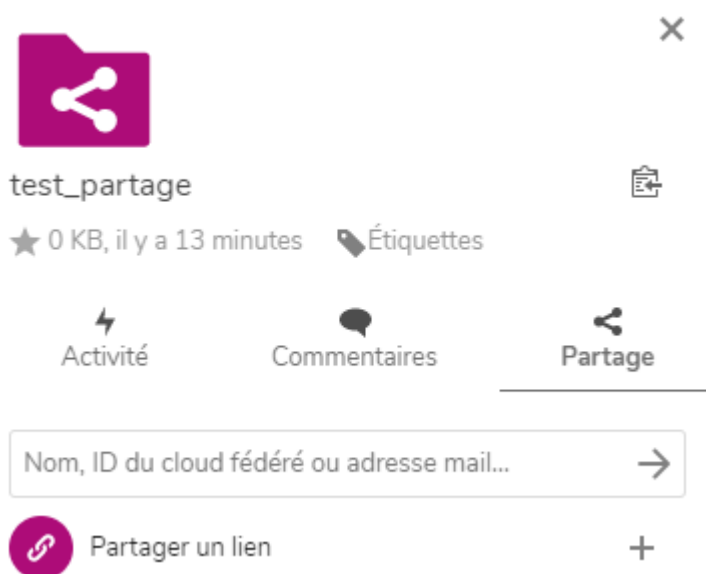 test_partage
0 KB, il y a 13 minutes Étiquettes
Activité Commentaires Partage
Nom, ID du cloud fédéré ou adresse mail...
Partager un lien